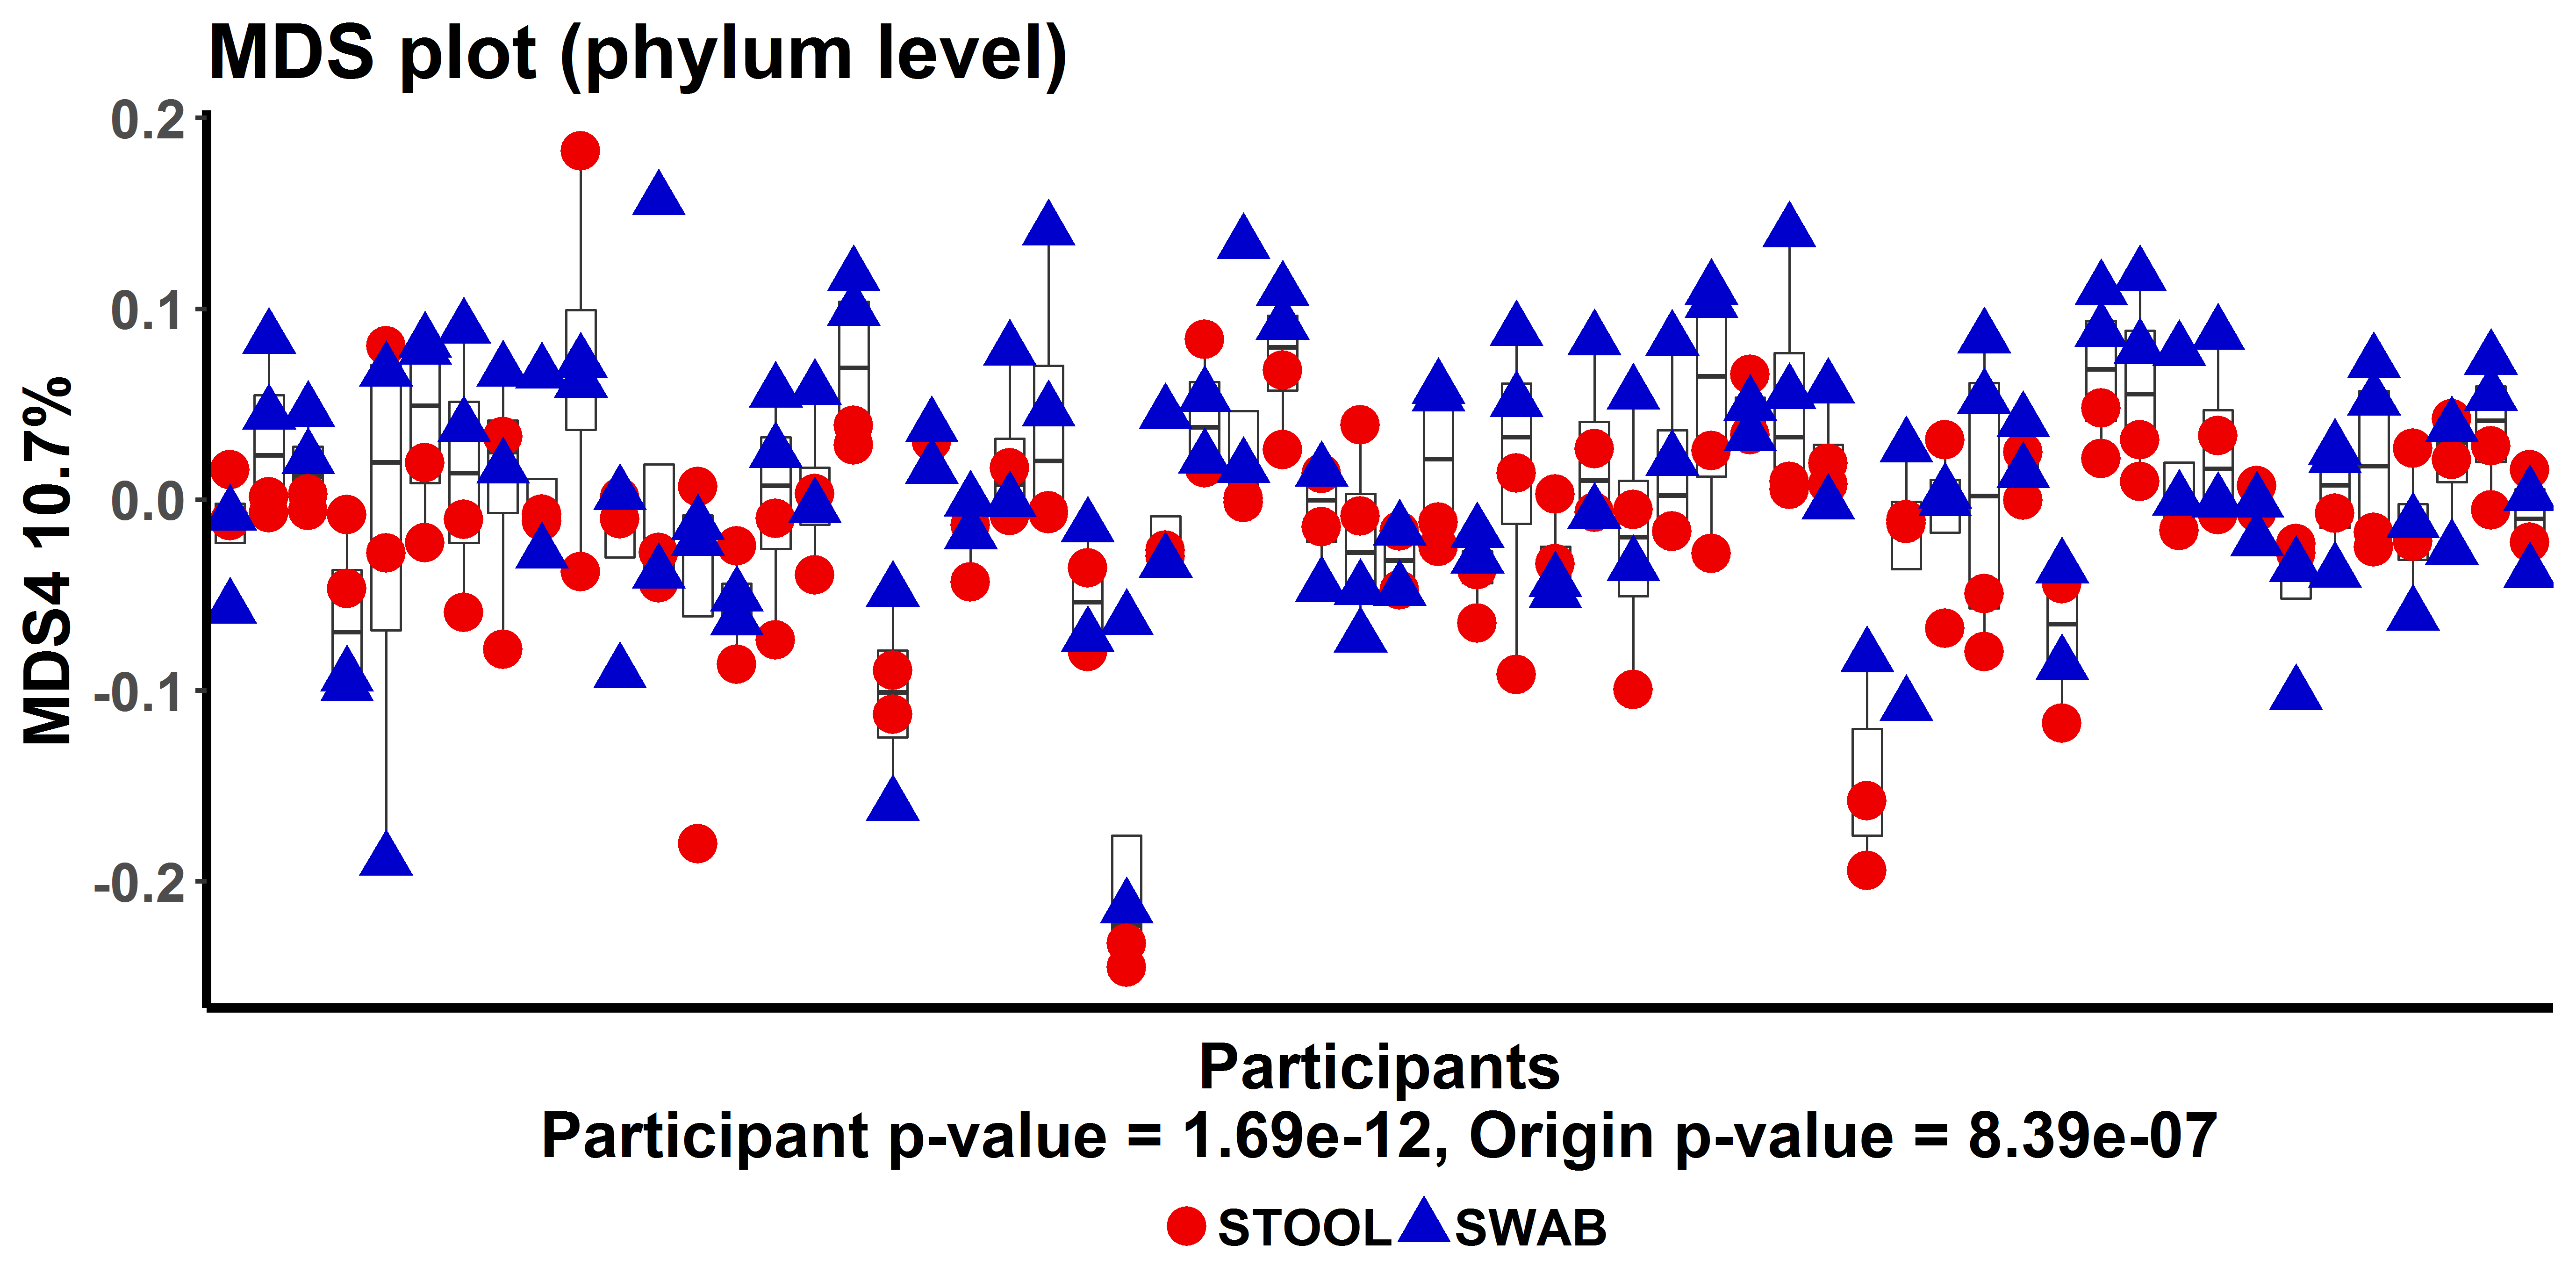 MDS plot (phylum level)
0.2
0.1
0.0
-0.1
-0.2
MDS4 10.7%
Participants
Participant p-value = 1.69e-12, Origin p-value = 8.39e-07
STOOL SWAB